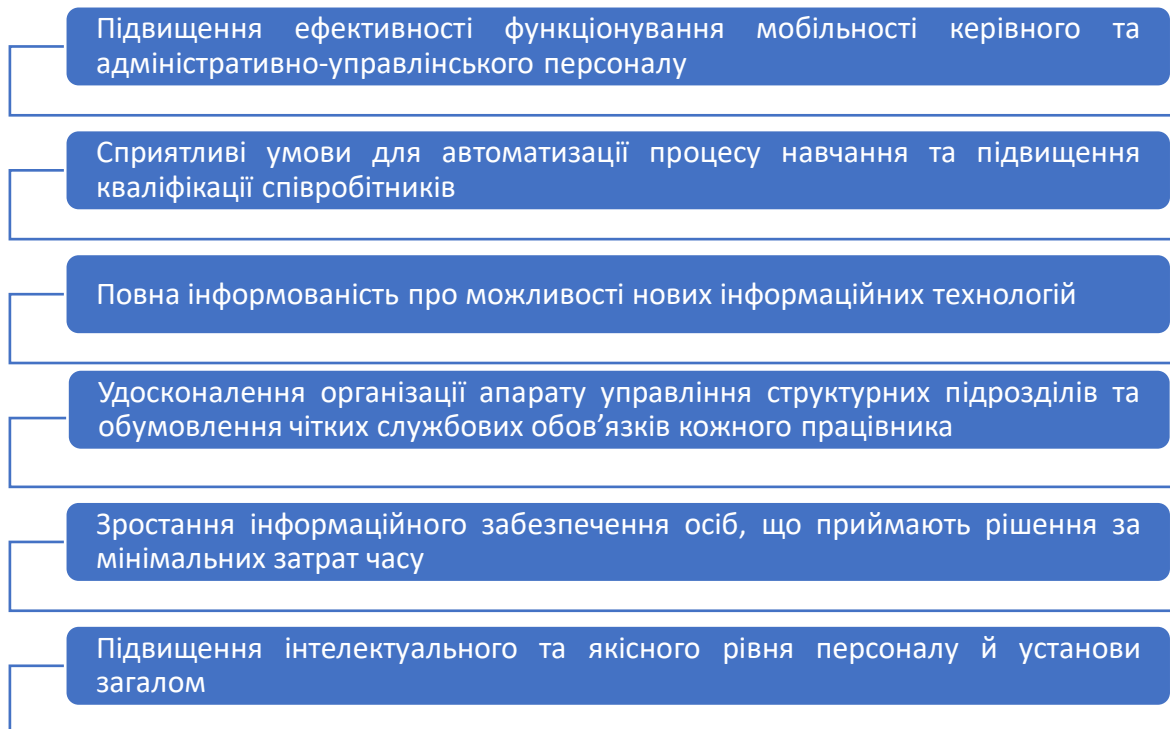 Підвищення ефективності функціонування мобільності керівного та
адміністративно-управлінського персоналу
Сприятливі умови для автоматизації процесу навчання та підвищення
кваліфікації співробітників
Повна інформованість про можливості нових інформаційних технологій
Удосконалення організації апарату управління структурних підрозділів та
обумовлення чітких службових обов’язків кожного працівника
Зростання інформаційного забезпечення осіб, що приймають рішення за
мінімальних затрат часу
Підвищення інтелектуального та якісного рівня персоналу й установи
загалом